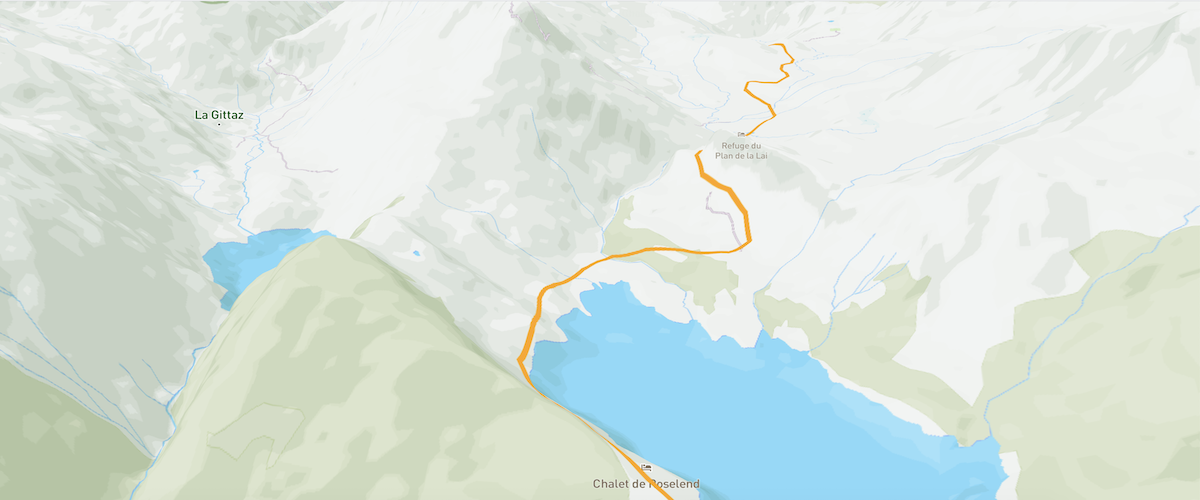 La Gittaz
Refuge du
Plan de la Lai
Chalet de Roselend